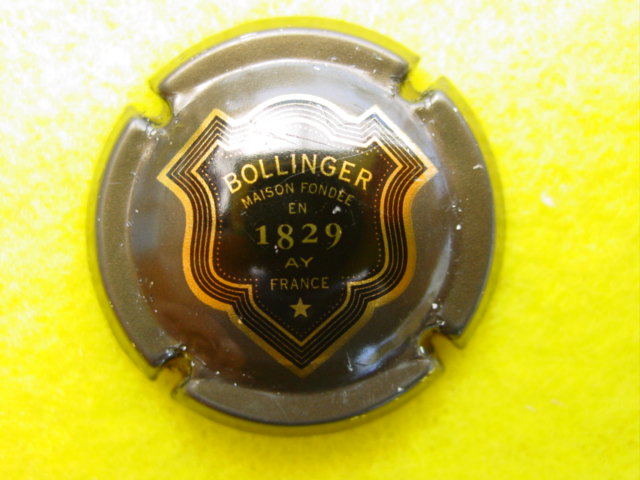 BOLLINGER
MAISON FONDÉE
EN
1829
AY
FRANCE